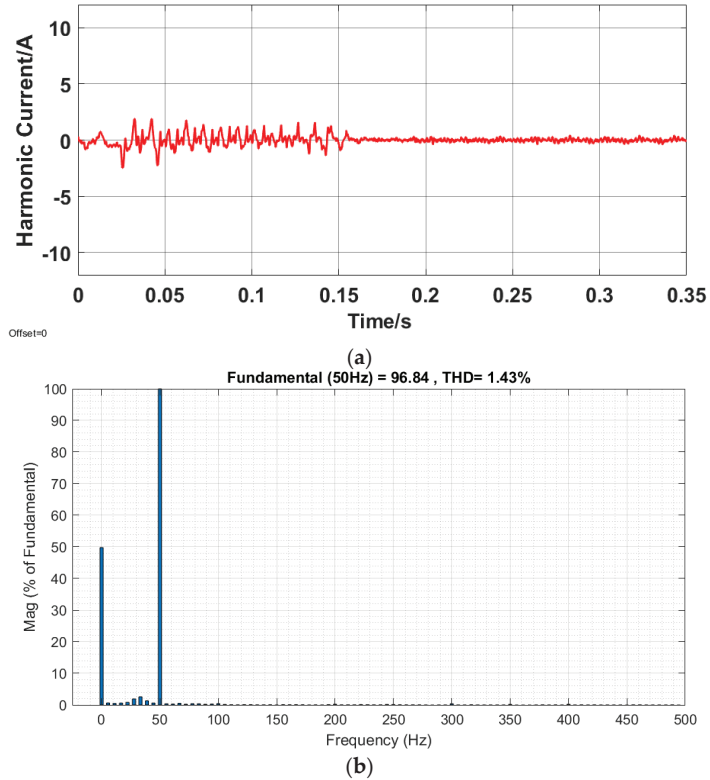 10
5
0
-5
-10
Harmonic Current/A
0 0.05 0.1 0.15 0.2 0.25 0.3 0.35
Time/s
Offset=0
(a)
Fundamental (50Hz) = 96.84 , THD= 1.43%
100
90
80
70
60
50
40
30
20
10
0
Mag (% of Fundamental)
0 50 100 150 200 250 300 350 400 450 500
Frequency (Hz)
(b)